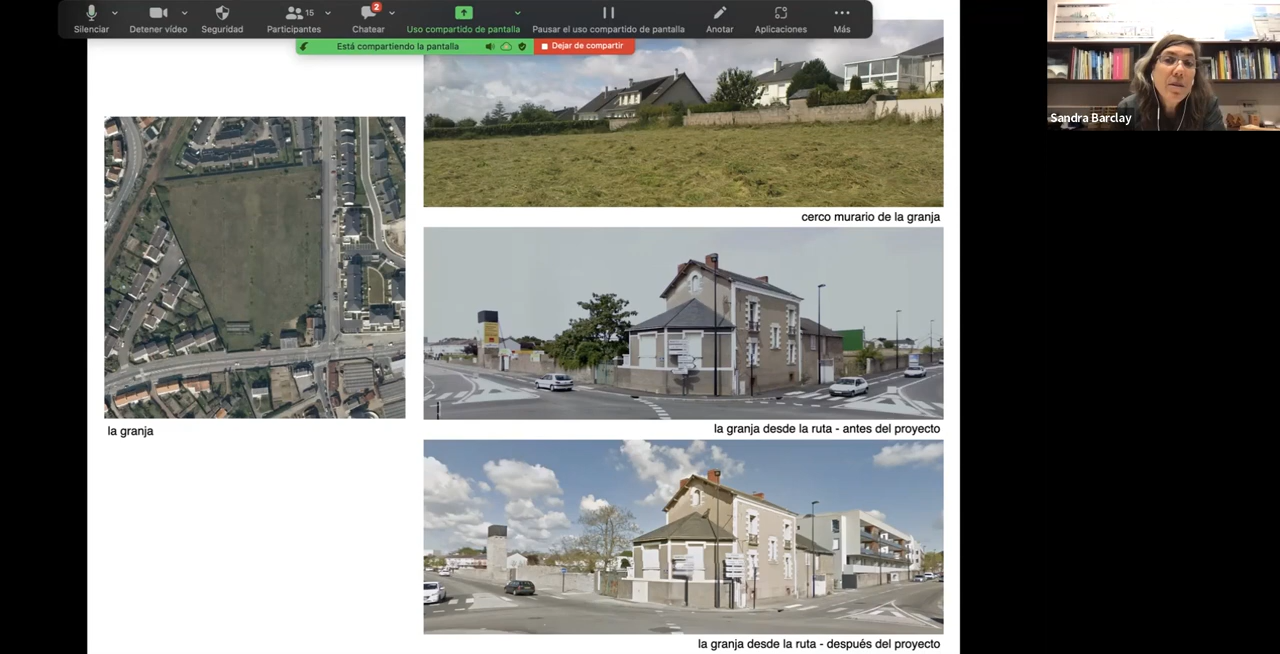 15
2
Silenciar
Detener vídeo
Seguridad
Participantes
Chatear
Uso compartido de pantalla
Pausar el uso compartido de pantalla
Anotar
Aplicaciones
Más
Está compartiendo la pantalla
Dejar de compartir
Sandra Barclay
cerco murario de la granja
la granja desde la ruta - antes del proyecto
la granja
la granja desde la ruta - después del proyecto